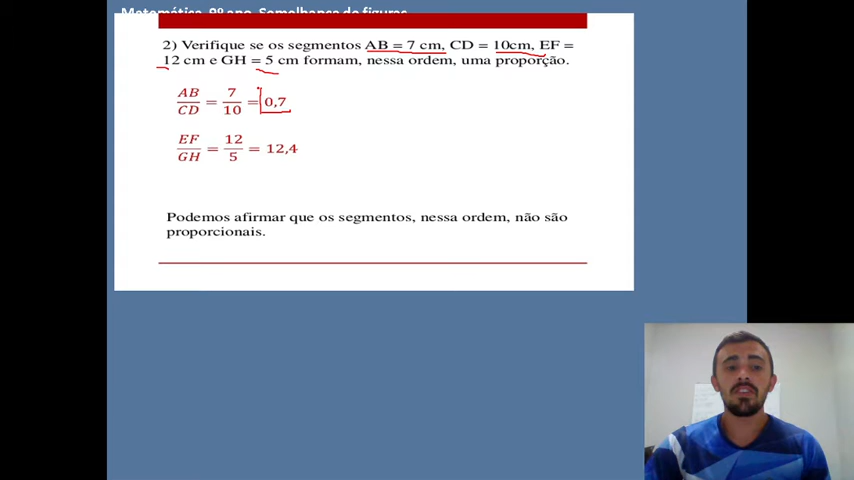 Matemática, 9º ano, Semelhança de figuras
2) Verifique se os segmentos AB = 7 cm, CD = 10cm, EF =
12 cm e GH = 5 cm formam, nessa ordem, uma proporção.
AB/CD = 7/10 = 0,7
EF/GH = 12/5 = 12,4
Podemos afirmar que os segmentos, nessa ordem, não são
proporcionais.